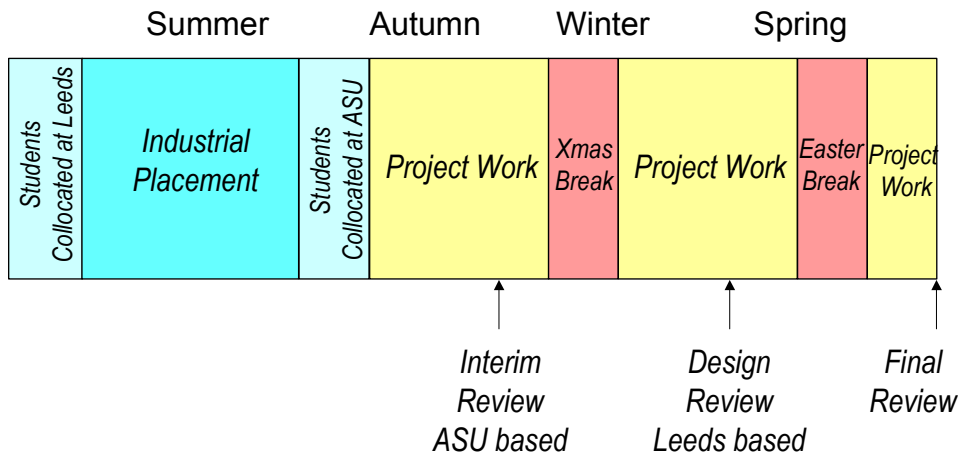 Summer Autumn Winter Spring
Students
Collocated at Leeds
Industrial
Placement
Students
Collocated at ASU
Project Work
Xmas
Break
Project Work
Easter
Break
Project
Work
Interim
Review
ASU based
Design
Review
Leeds based
Final
Review